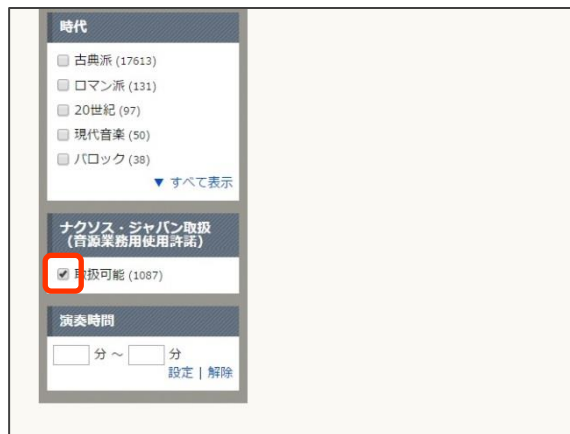 時代
古典派 (17613)
ロマン派 (131)
20世紀 (97)
現代音楽 (50)
バロック (38)
▼ すべて表示
ナクソス・ジャパン取扱
(音源業務用使用許諾)
取扱可能 (1087)
演奏時間
分 ～ 分
設定 | 解除